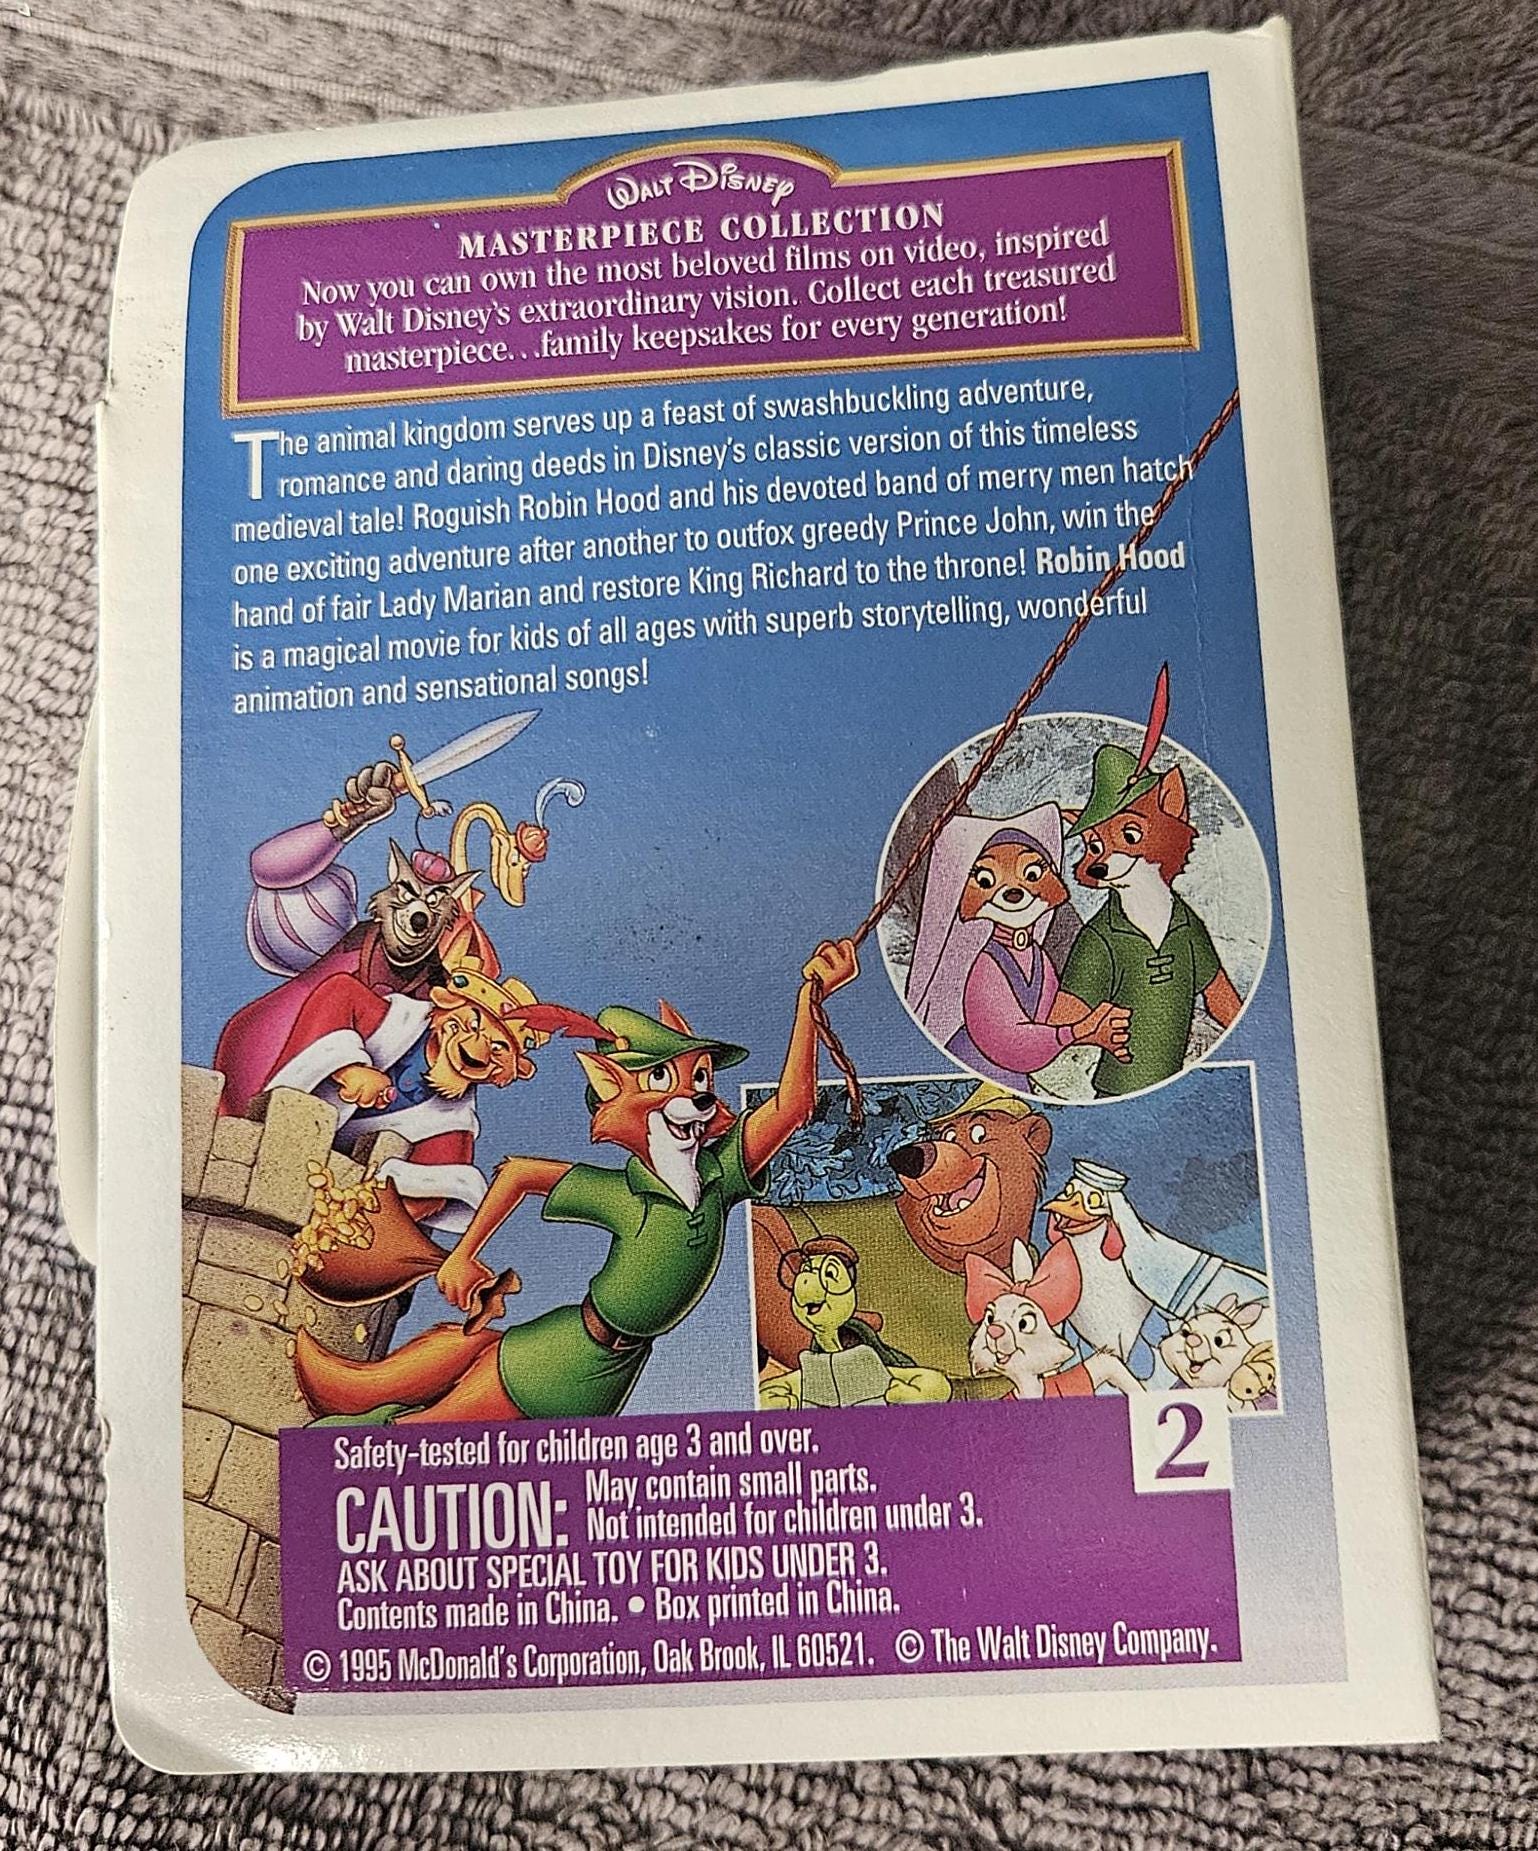 WALT DISNEY
MASTERPIECE COLLECTION
Now you can own the most beloved films on video, inspired
by Walt Disney's extraordinary vision. Collect each treasured
masterpiece...family keepsakes for every generation!
The animal kingdom serves up a feast of swashbuckling adventure,
romance and daring deeds in Disney's classic version of this timeless
medieval tale! Roguish Robin Hood and his devoted band of merry men hatch
one exciting adventure after another to outfox greedy Prince John, win the
hand of fair Lady Marian and restore King Richard to the throne! Robin Hood
is a magical movie for kids of all ages with superb storytelling, wonderful
animation and sensational songs!
2
Safety-tested for children age 3 and over.
CAUTION: May contain small parts.
Not intended for children under 3.
ASK ABOUT SPECIAL TOY FOR KIDS UNDER 3.
Contents made in China. • Box printed in China.
© 1995 McDonald's Corporation, Oak Brook, IL 60521. © The Walt Disney Company.